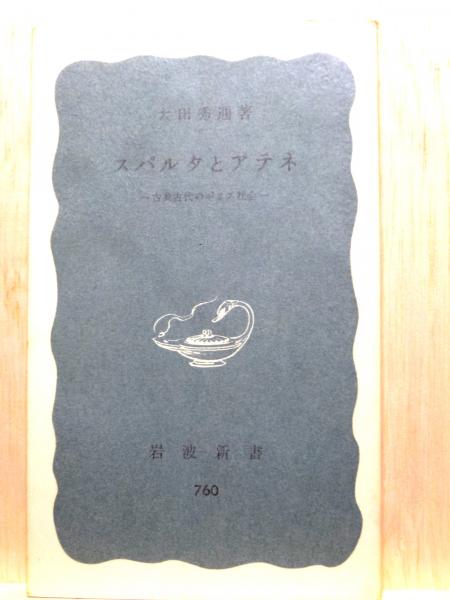 太田秀通著
スパルタとアテネ
—古典古代のポリス社会—
岩波新書
760